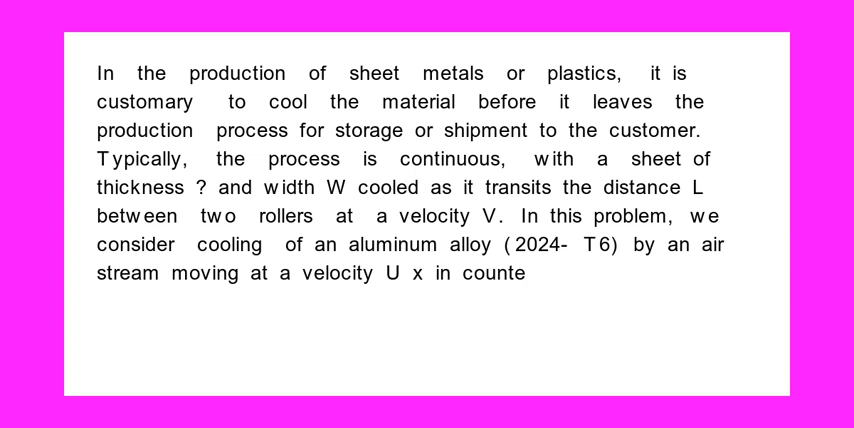 In the production of sheet metals or plastics, it is
customary to cool the material before it leaves the
production process for storage or shipment to the customer.
Typically, the process is continuous, with a sheet of
thickness ? and width W cooled as it transits the distance L
between two rollers at a velocity V. In this problem, we
consider cooling of an aluminum alloy (2024- T6) by an air
stream moving at a velocity U x in counte